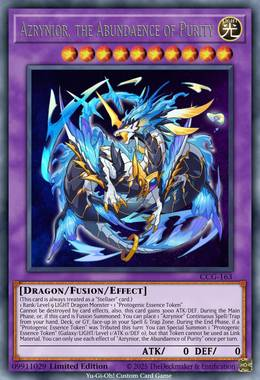 Azrynior, the Abundaence of Purity
LIGHT
光
CCG-163
[Dragon/Fusion/Effect]
(This card is always treated as a "Stellaer" card.)
1 Rank/Level 9 LIGHT Dragon Monster + 1 "Protogenic Essence Token"
Cannot be destroyed by card effects, also, this card gains 3000 ATK/DEF. During the Main
Phase, or, if this card is Fusion Summoned: You can place 1 "Azrynior" Continuous Spell/Trap
from your hand, Deck, or GY, face-up in your Spell & Trap Zone. During the End Phase, if a
"Protogenic Essence Token" was Tributed this turn: You can Special Summon 1 "Protogenic
Essence Token" (Galaxy/LIGHT/Level 1/ATK 0/DEF 0), but that Token cannot be used as Link
Material. You can only use each effect of "Azrynior, the Abundaence of Purity" once per turn.
ATK/ 0 DEF/ 0
09911029 Limited Edition
© 2025 TheDeckmaker & Entification
Yu-Gi-Oh! Custom Card Game